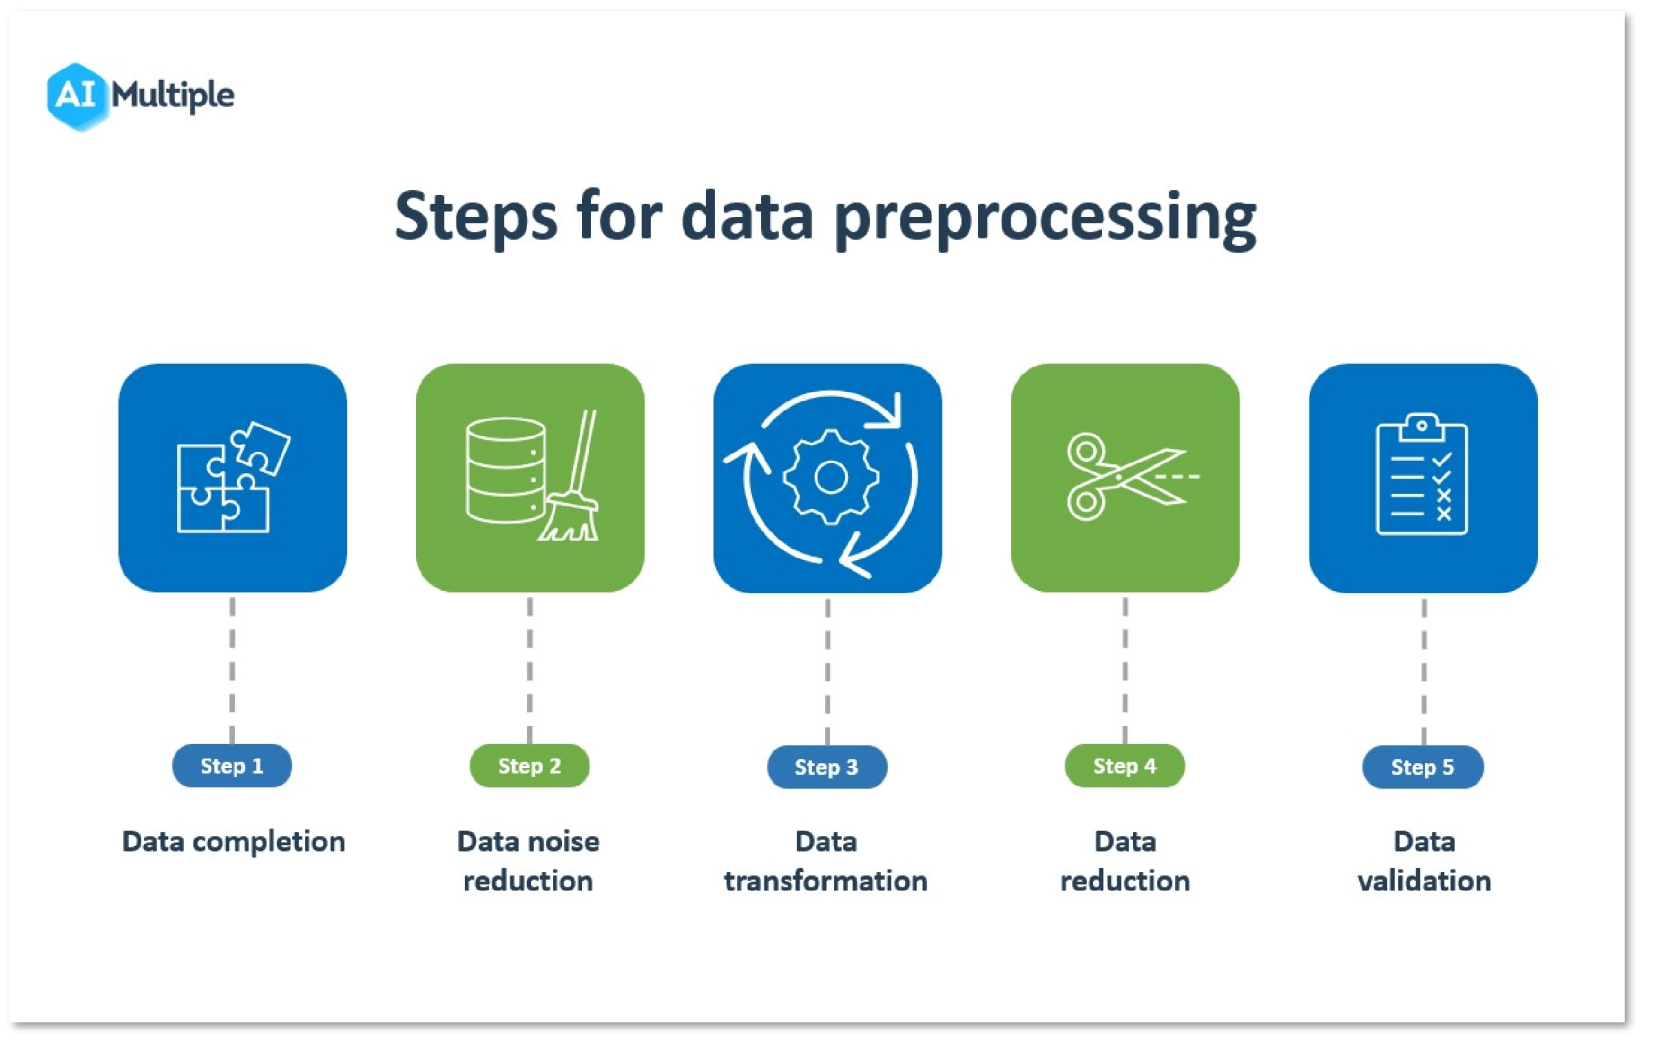 AI Multiple
Steps for data preprocessing
Step 1
Step 2
Step 3
Step 4
Step 5
Data completion
Data noise
reduction
Data
transformation
Data
reduction
Data
validation